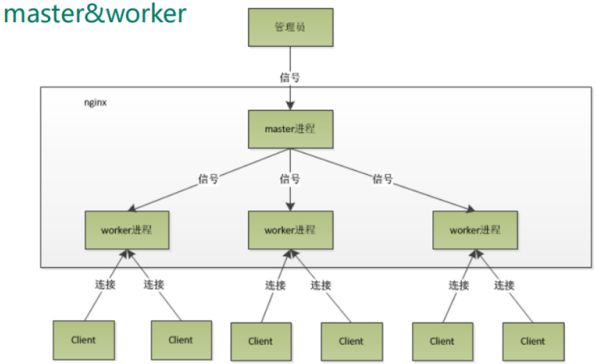 master&worker
管理员
信号
nginx
master进程
信号 信号 信号
worker进程 worker进程 worker进程
连接 连接 连接 连接 连接 连接
Client Client Client Client Client Client